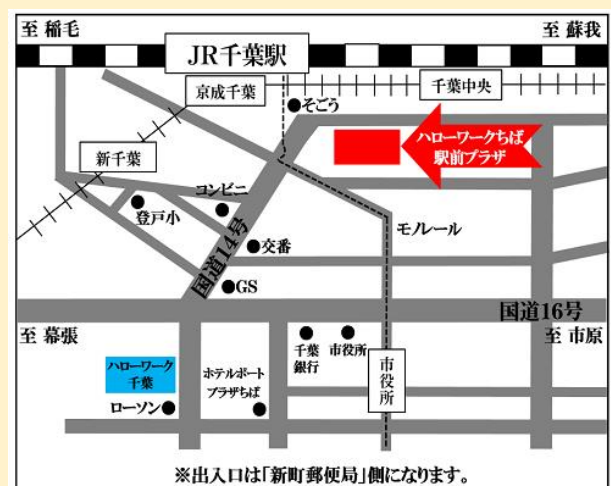 至 稲毛
至 蘇我
JR千葉駅
京成千葉
千葉中央
そごう
ハローワークちば
駅前プラザ
新千葉
コンビニ
登戸小
モノレール
国道14号
交番
GS
国道16号
至 幕張
至 市原
千葉
銀行
市役所
市役所
ハローワーク
千葉
ホテルポート
プラザちば
ローソン
※出入口は「新町郵便局」側になります。